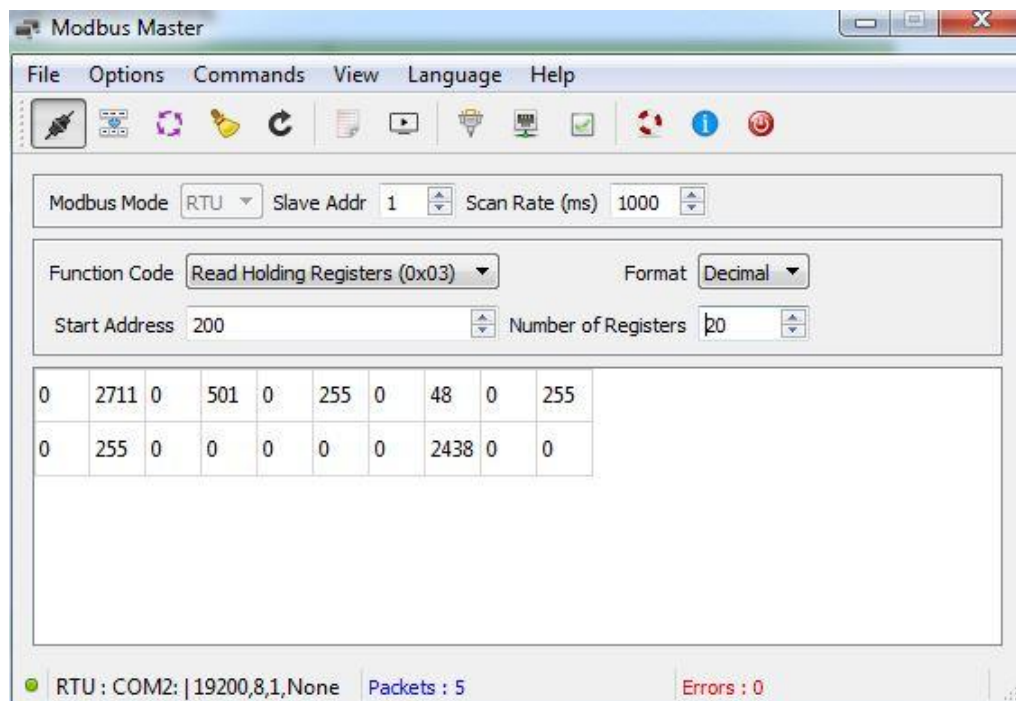 Modbus Master
File Options Commands View Language Help
Modbus Mode RTU Slave Addr 1 Scan Rate (ms) 1000
Function Code Read Holding Registers (0x03) Format Decimal
Start Address 200 Number of Registers 20
0 2711 0 501 0 255 0 48 0 255
0 255 0 0 0 0 0 2438 0 0
RTU : COM2: | 19200,8,1,None Packets : 5 Errors : 0